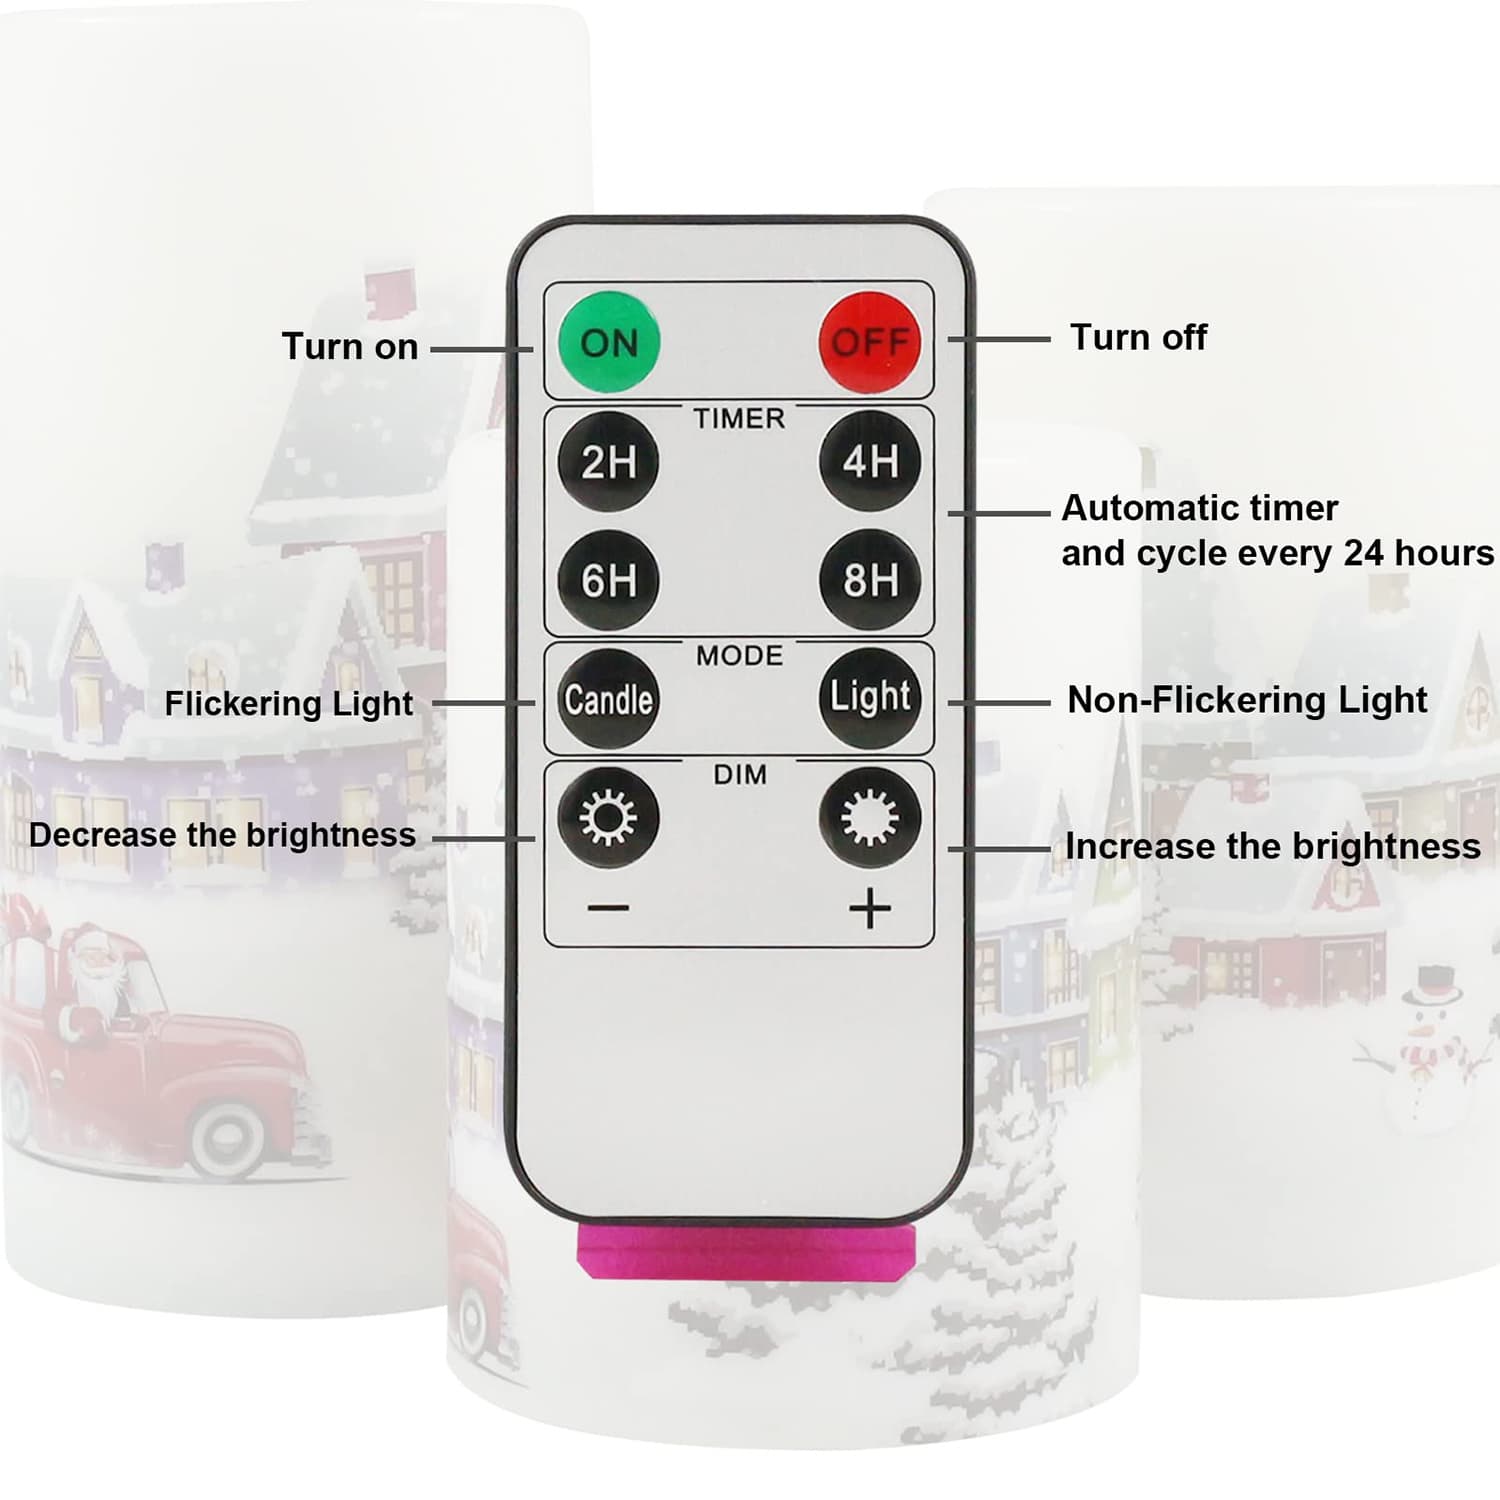 Turn on
ON
OFF
Turn off
TIMER
2H
4H
Automatic timer
and cycle every 24 hours
6H
8H
MODE
Flickering Light
Candle
Light
Non-Flickering Light
DIM
Decrease the brightness
Increase the brightness
− +